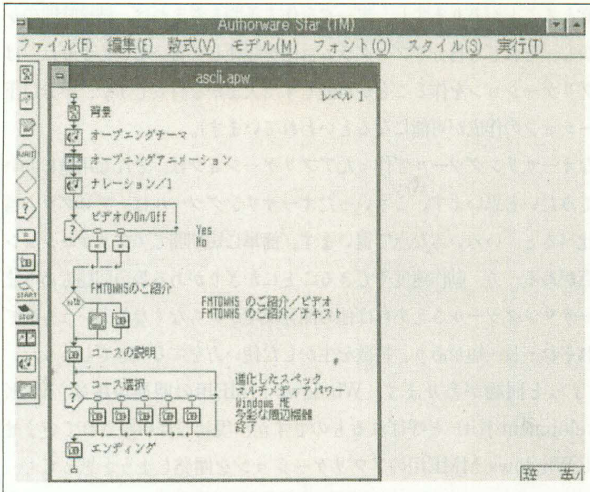 Authorware Star (TM)
ファイル(F) 編集(E) 数式(V) モデル(M) フォント(O) スタイル(S) 実行(T)
ascii.apw
レベル 1
背景
オープニングテーマ
オープニングアニメーション
ナレーション/1
ビデオのOn/Off
Yes
No
FMTOWNSのご紹介
FMTOWNS のご紹介/ビデオ
FMTOWNS のご紹介/テキスト
コースの説明
コース選択
進化したスペック
マルチメディアパワー
Windows ME
多彩な周辺機器
終了
エンディング
WAIT
START
STOP
辞 英小